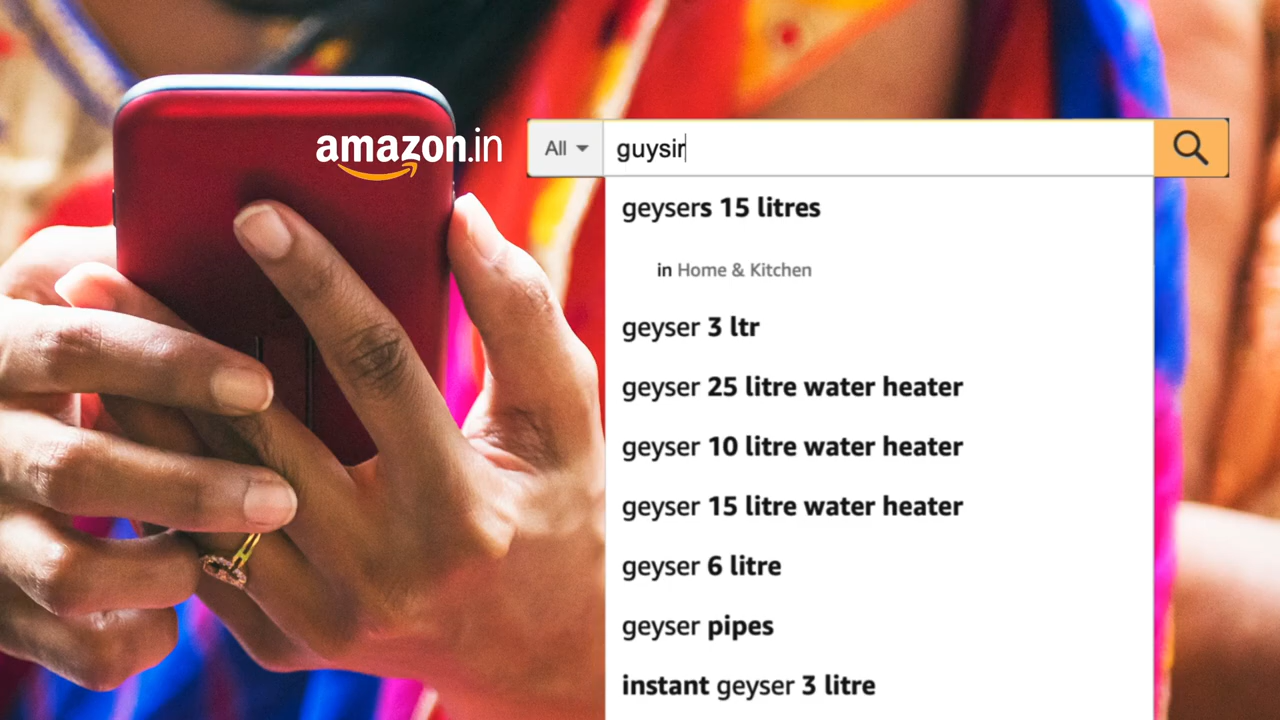 amazon.in
All
guysir
geysers 15 litres
in Home & Kitchen
geyser 3 ltr
geyser 25 litre water heater
geyser 10 litre water heater
geyser 15 litre water heater
geyser 6 litre
geyser pipes
instant geyser 3 litre